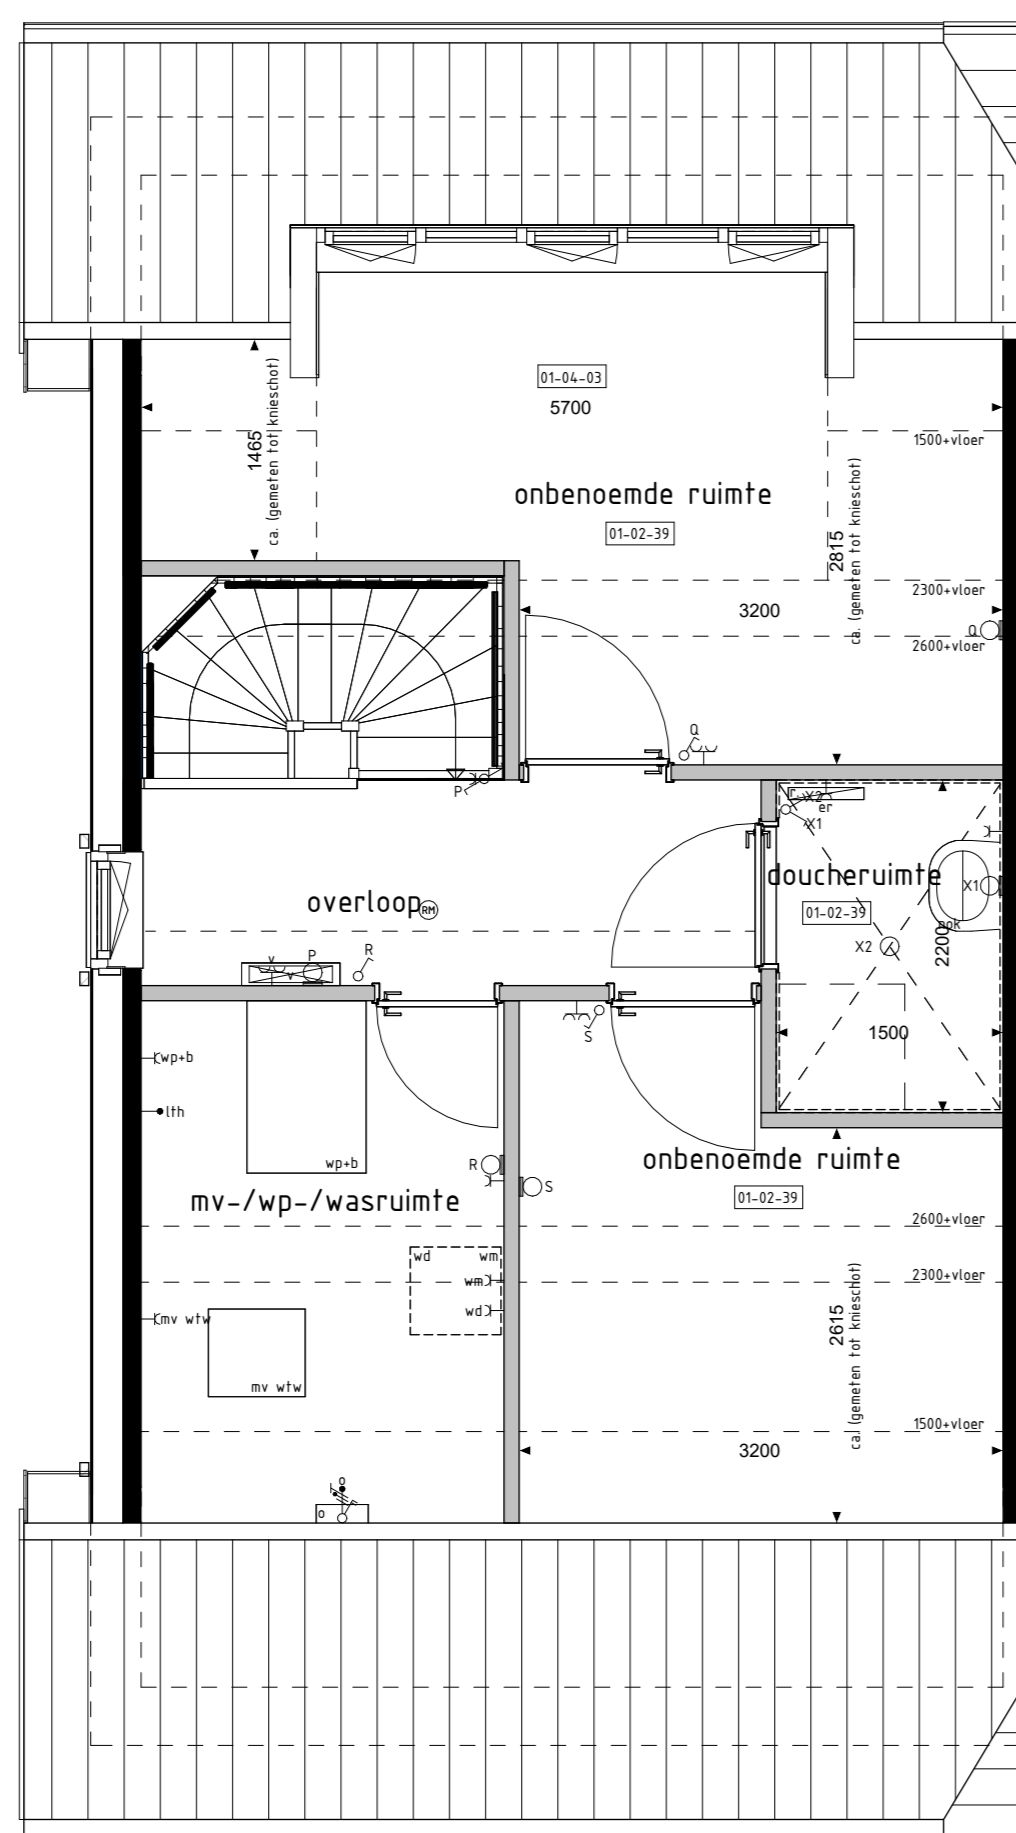 01-04-03
5700
1465
ca. (gemeten tot knieschot)
1500+vloer
onbenoemde ruimte
01-02-39
2815
ca. (gemeten tot knieschot)
2300+vloer
3200
Q
2600+vloer
Q
P
X2
er
X1
doucheruimte
X1
01-02-39
overloop
RM
nok
X2
2200
v
P
v
R
S
1500
wp+b
lth
wp+b
R
S
onbenoemde ruimte
01-02-39
mv-/wp-/wasruimte
2600+vloer
wd
wm
wm
2300+vloer
wd
mv wtw
mv wtw
2615
ca. (gemeten tot knieschot)
1500+vloer
3200
o
o